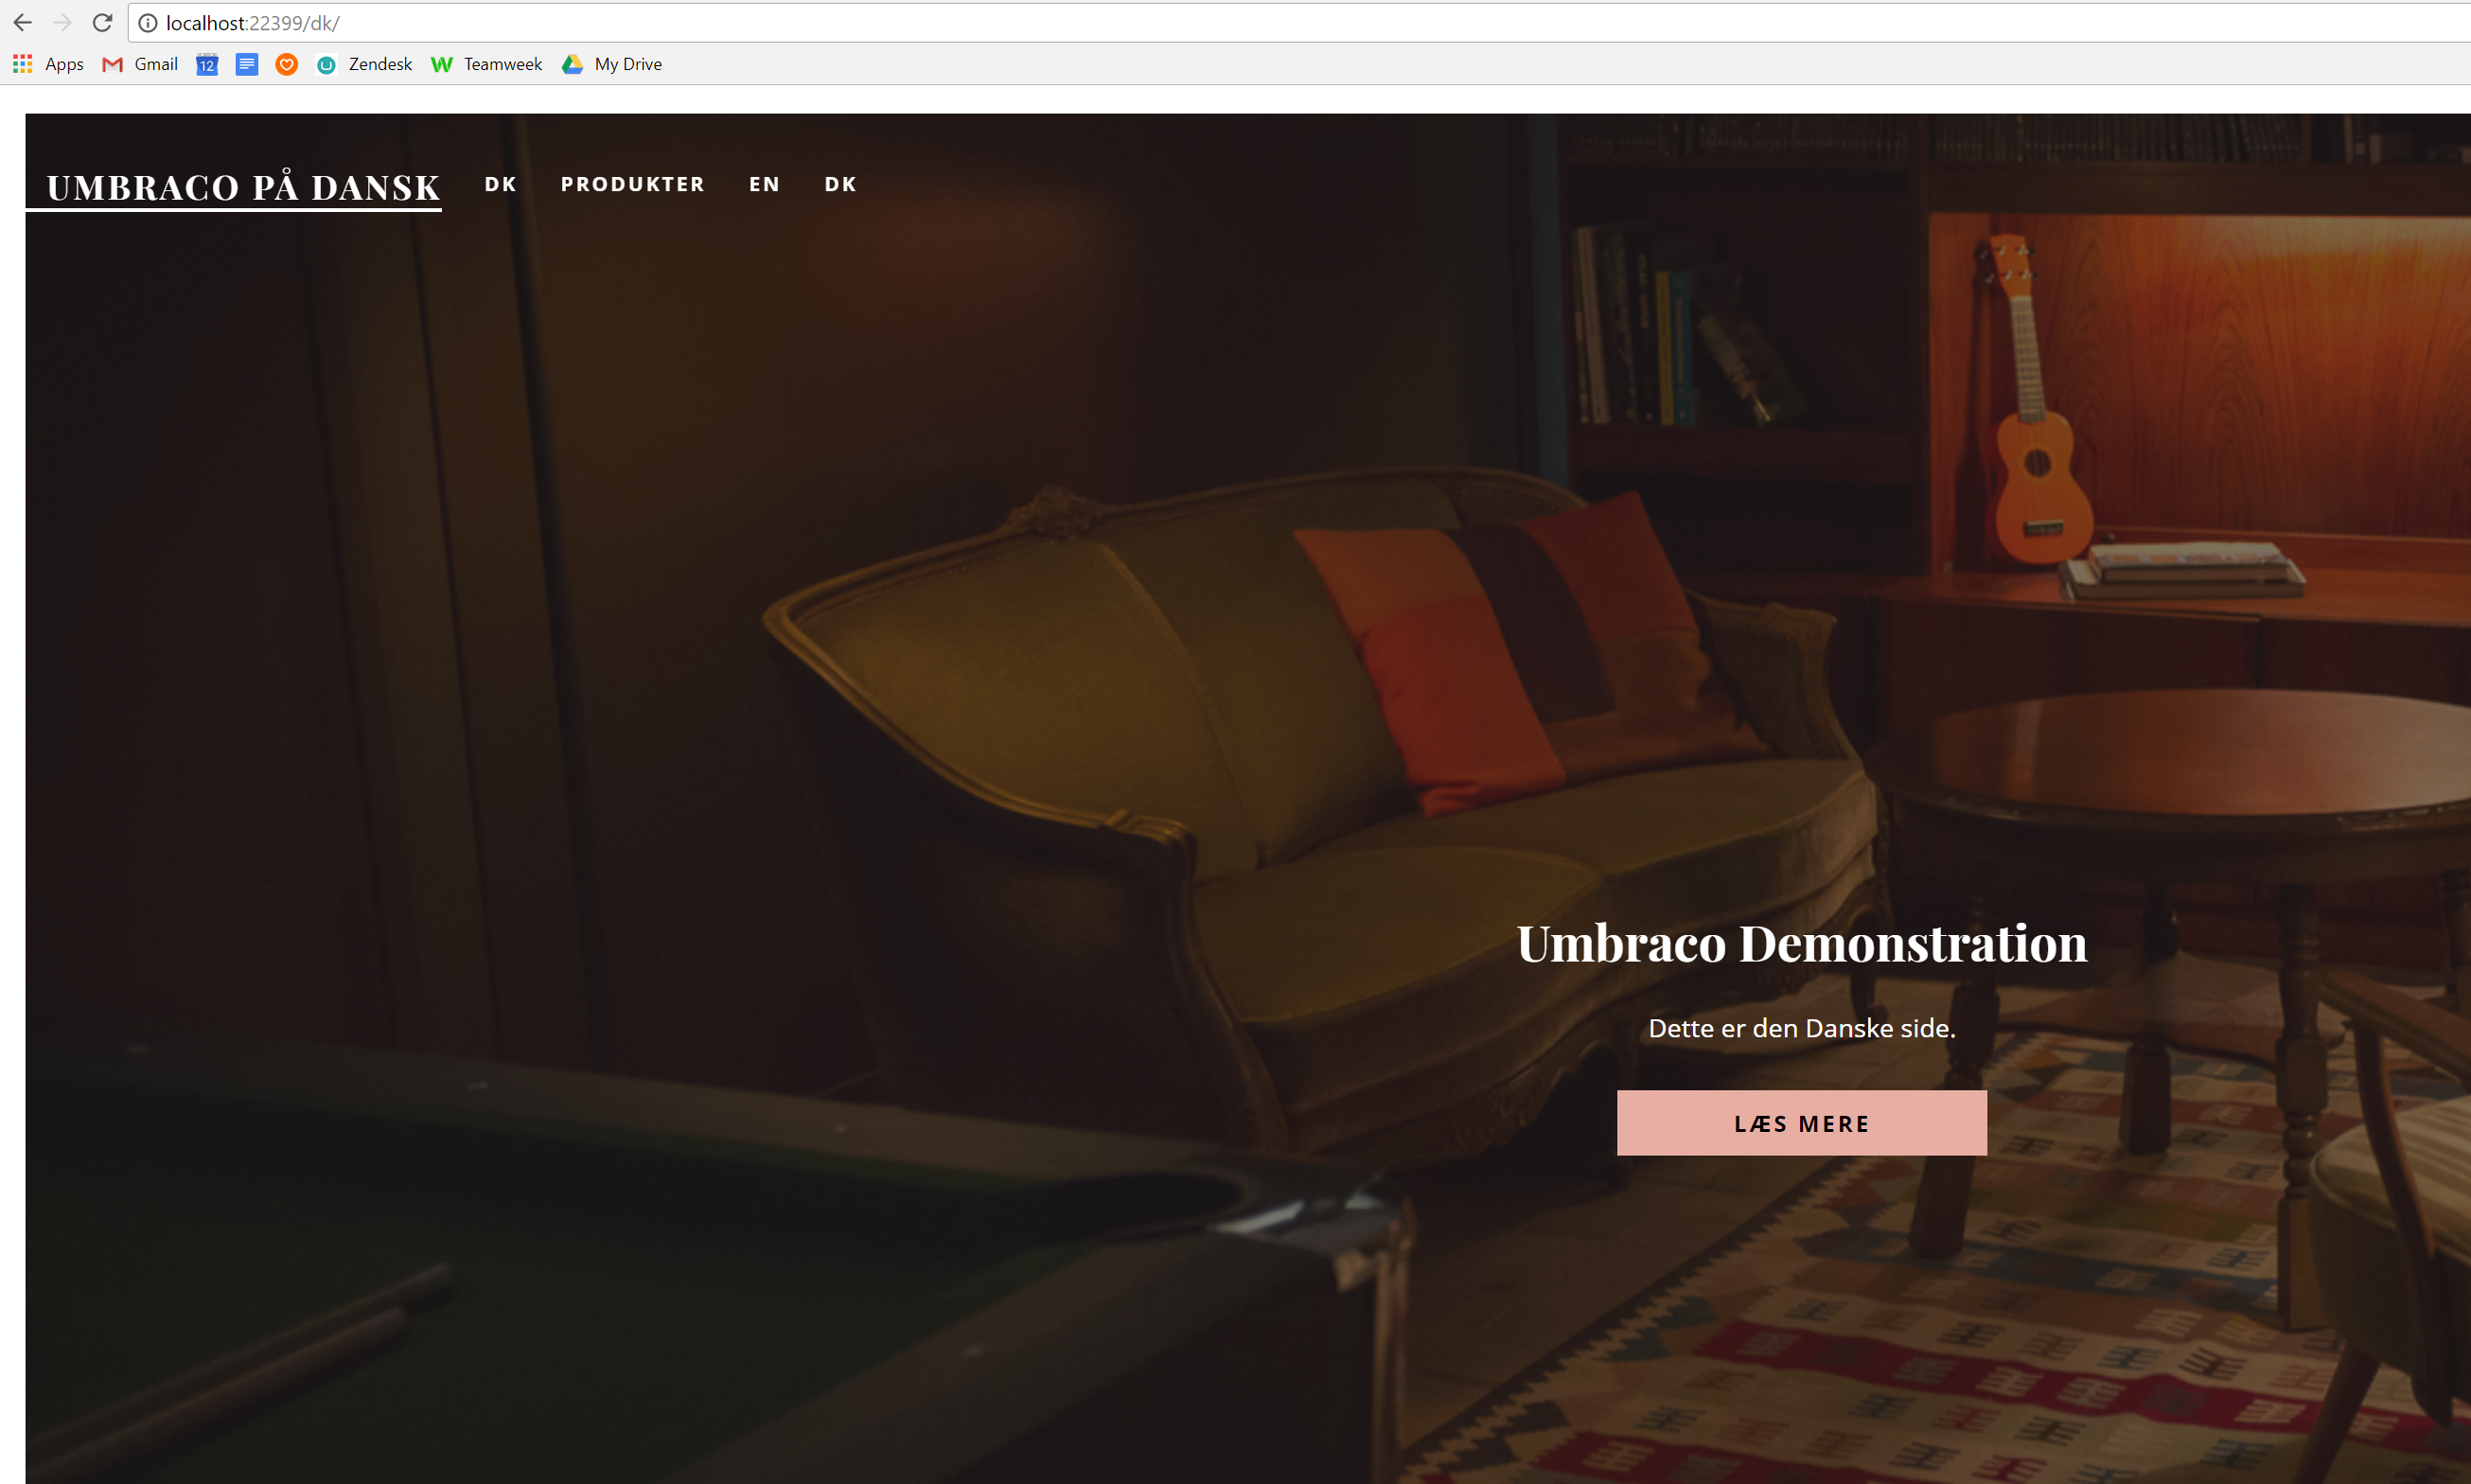 localhost:22399/dk/
Apps Gmail 12 Zendesk Teamweek My Drive
UMBRACO PÅ DANSK DK PRODUKTER EN DK
Umbraco Demonstration
Dette er den Danske side.
LÆS MERE